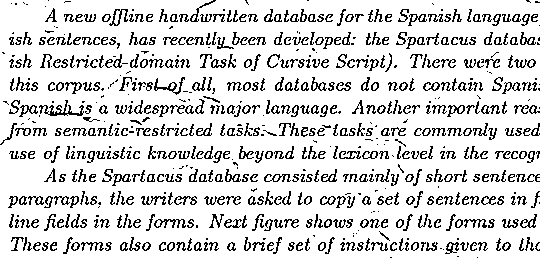 A new offline handwritten database for the Spanish language
ish sentences, has recently been developed: the Spartacus databas
ish Restricted-domain Task of Cursive Script). There were two
this corpus. First of all, most databases do not contain Spani
Spanish is a widespread major language. Another important rea
from semantic-restricted tasks. These tasks are commonly used
use of linguistic knowledge beyond the lexicon level in the recogn
As the Spartacus database consisted mainly of short sentence
paragraphs, the writers were asked to copy a set of sentences in f
line fields in the forms. Next figure shows one of the forms used
These forms also contain a brief set of instructions given to the